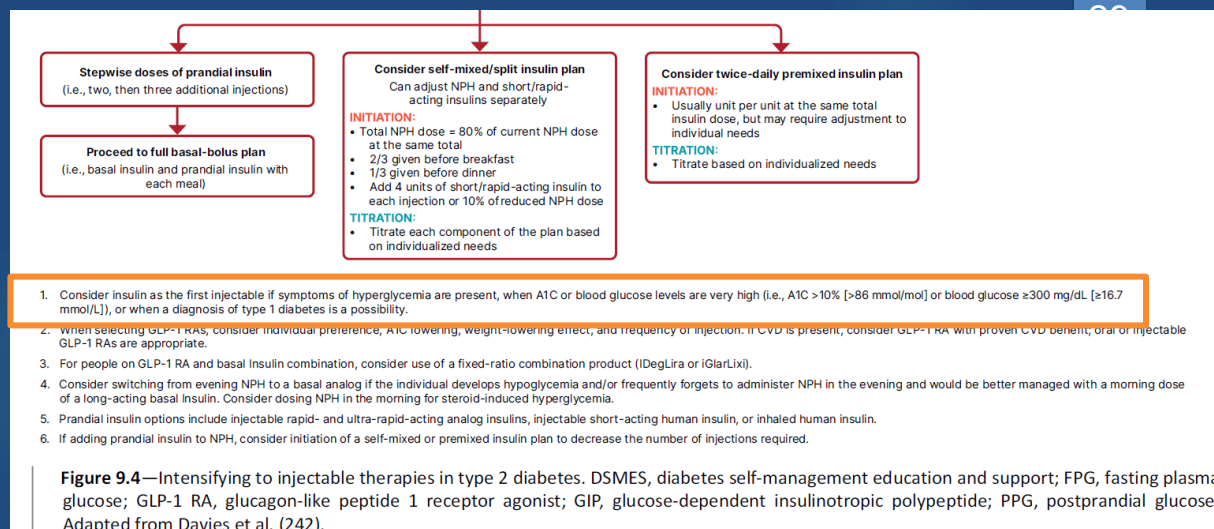 Stepwise doses of prandial insulin
(i.e., two, then three additional injections)
Proceed to full basal-bolus plan
(i.e., basal insulin and prandial insulin with
each meal)
Consider self-mixed/split insulin plan
Can adjust NPH and short/rapid-
acting insulins separately
INITIATION:
• Total NPH dose = 80% of current NPH dose
at the same total
• 2/3 given before breakfast
• 1/3 given before dinner
• Add 4 units of short/rapid-acting insulin to
each injection or 10% of reduced NPH dose
TITRATION:
• Titrate each component of the plan based
on individualized needs
Consider twice-daily premixed insulin plan
INITIATION:
• Usually unit per unit at the same total
insulin dose, but may require adjustment to
individual needs
TITRATION:
• Titrate based on individualized needs
1. Consider insulin as the first injectable if symptoms of hyperglycemia are present, when A1C or blood glucose levels are very high (i.e., A1C >10% [>86 mmol/mol] or blood glucose ≥300 mg/dL [≥16.7
mmol/L]), or when a diagnosis of type 1 diabetes is a possibility.
2. When selecting GLP-1 RAs, consider individual preference, A1C lowering, weight-lowering effect, and frequency of injection. If CVD is present, consider GLP-1 RA with proven CVD benefit; oral or injectable
GLP-1 RAs are appropriate.
3. For people on GLP-1 RA and basal Insulin combination, consider use of a fixed-ratio combination product (IDegLira or iGlarLixi).
4. Consider switching from evening NPH to a basal analog if the individual develops hypoglycemia and/or frequently forgets to administer NPH in the evening and would be better managed with a morning dose
of a long-acting basal Insulin. Consider dosing NPH in the morning for steroid-induced hyperglycemia.
5. Prandial insulin options include injectable rapid- and ultra-rapid-acting analog insulins, injectable short-acting human insulin, or inhaled human insulin.
6. If adding prandial insulin to NPH, consider initiation of a self-mixed or premixed insulin plan to decrease the number of injections required.
Figure 9.4—Intensifying to injectable therapies in type 2 diabetes. DSMES, diabetes self-management education and support; FPG, fasting plasma
glucose; GLP-1 RA, glucagon-like peptide 1 receptor agonist; GIP, glucose-dependent insulinotropic polypeptide; PPG, postprandial glucose
Adapted from Davies et al. (242).